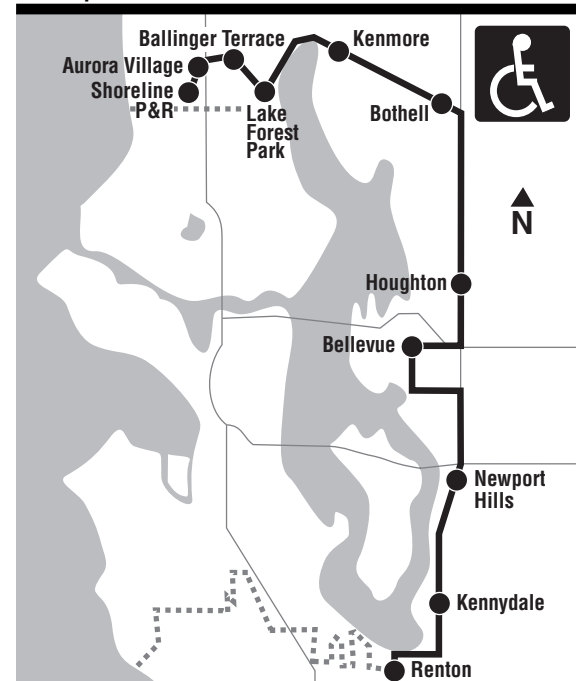 Ballinger Terrace
Kenmore
Aurora Village
Shoreline
P&R
Lake
Forest
Park
Bothell
N
Houghton
Bellevue
Newport
Hills
Kennydale
Renton